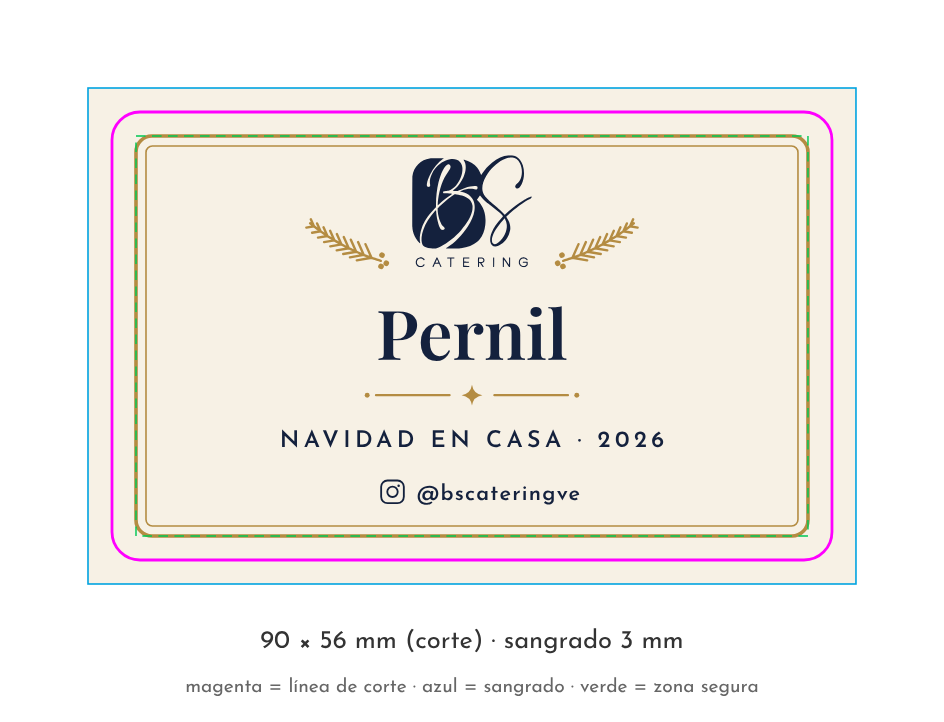 BS
CATERING
Pernil
NAVIDAD EN CASA · 2026
@bscateringve
90 × 56 mm (corte) · sangrado 3 mm
magenta = línea de corte · azul = sangrado · verde = zona segura